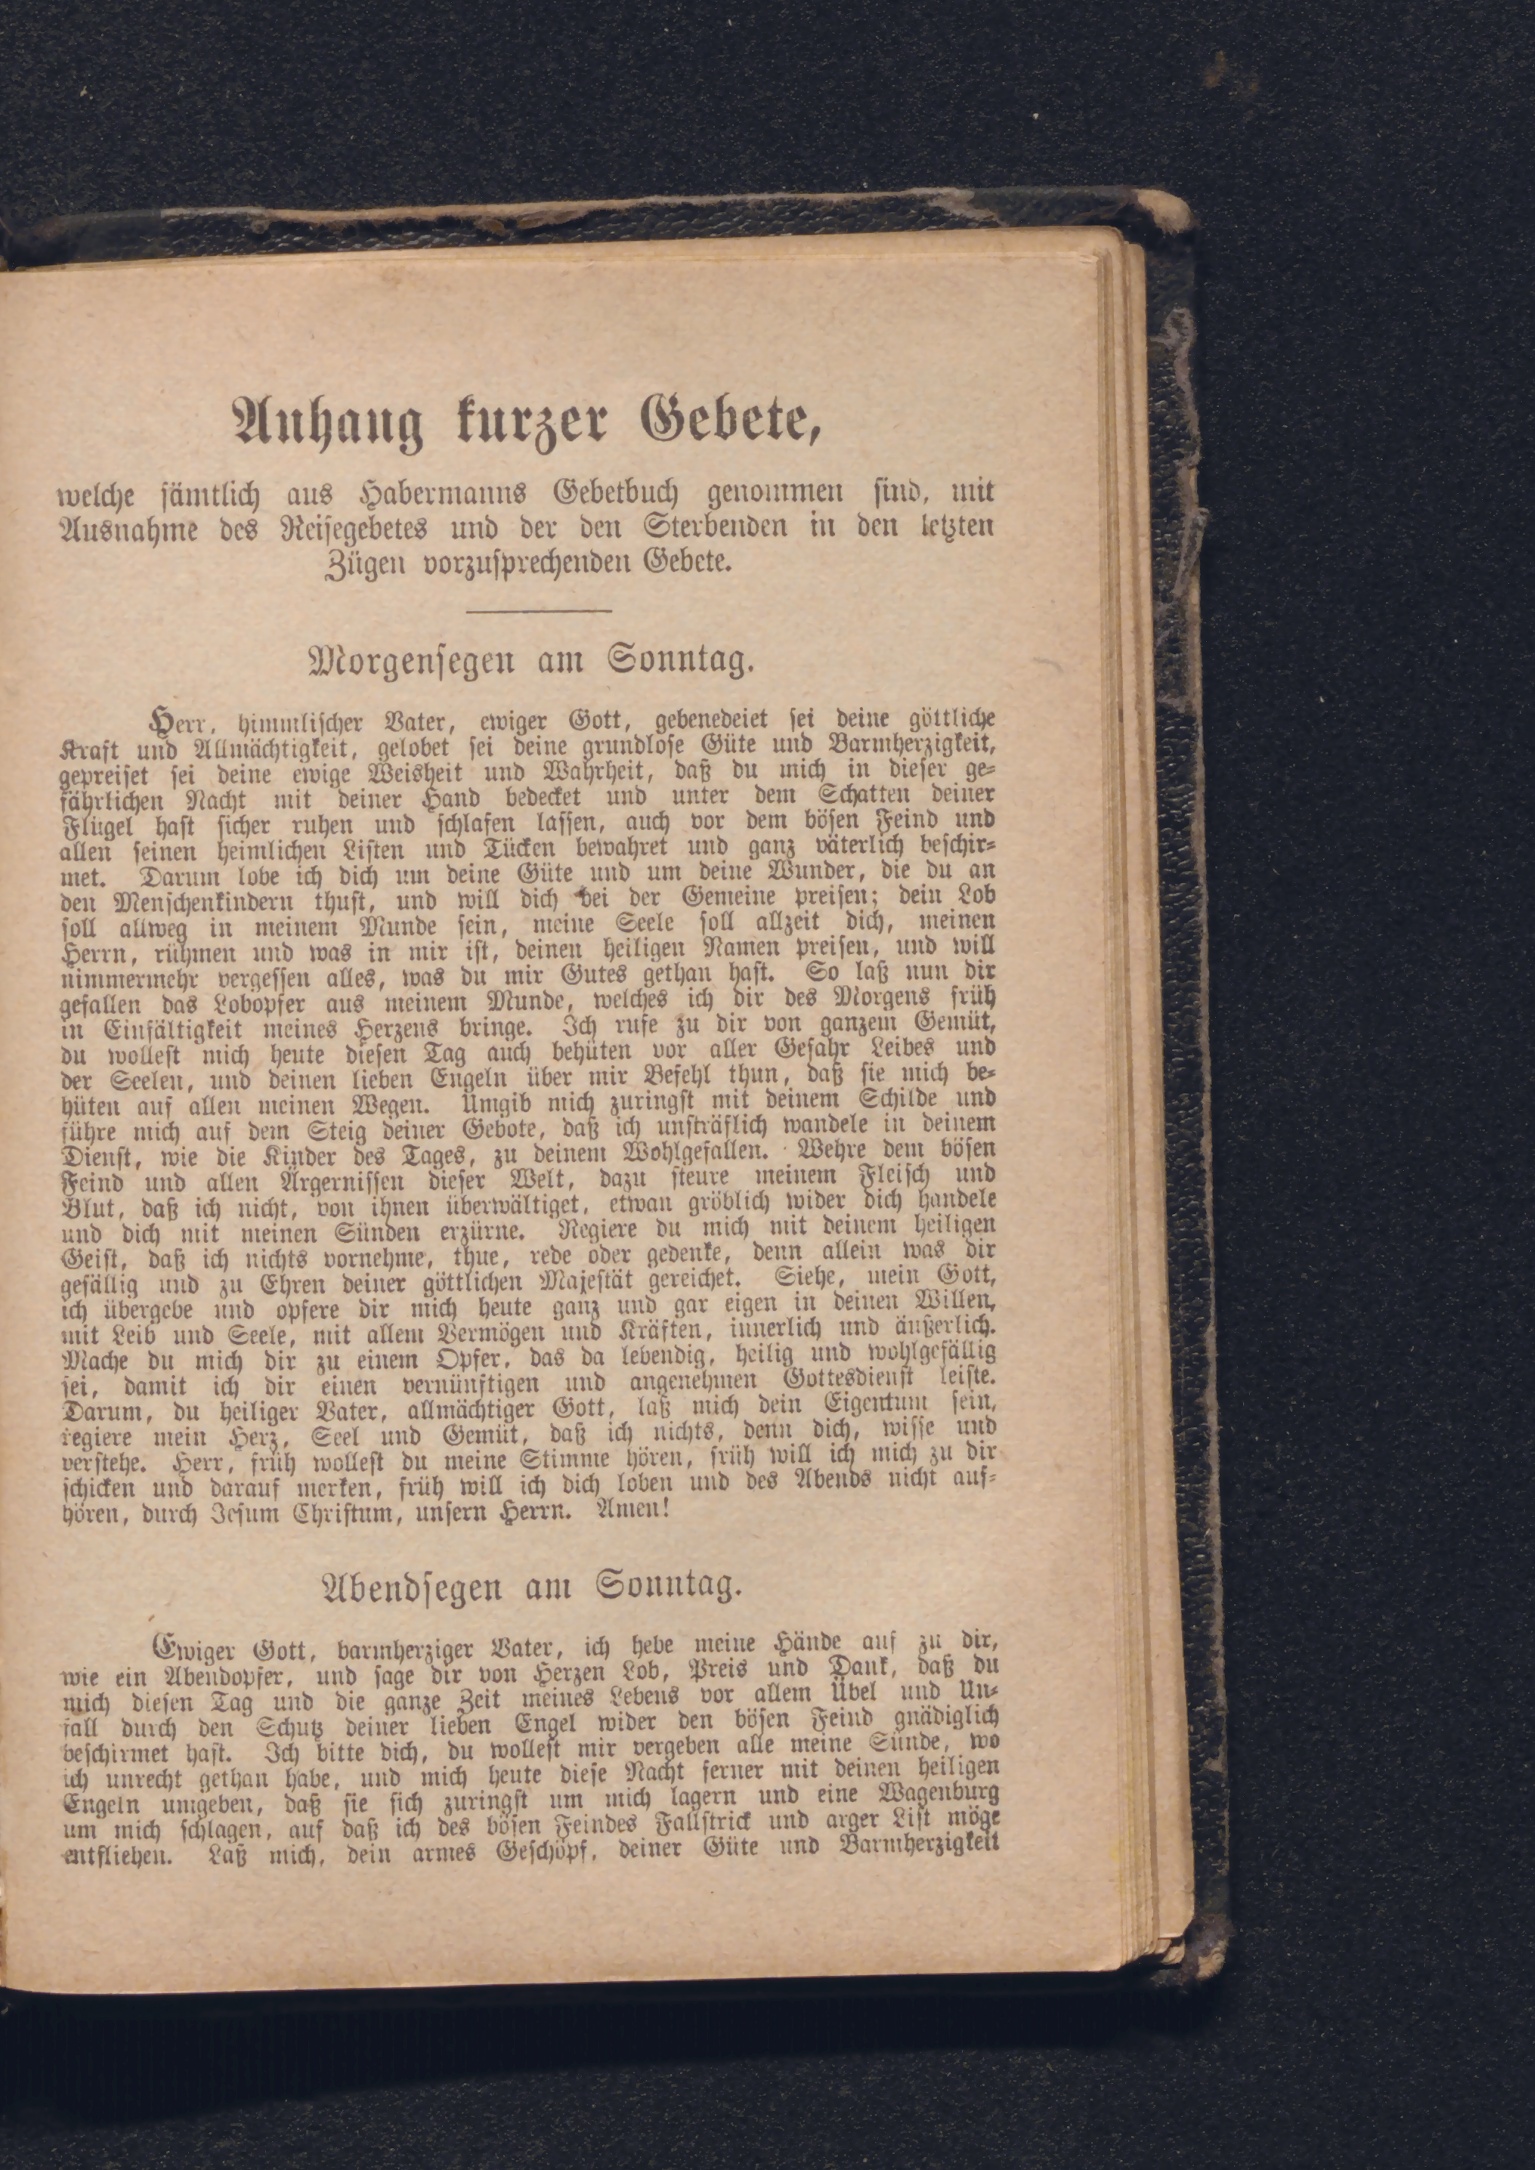 Anhang kurzer Gebete,
welche sämtlich aus Habermanns Gebetbuch genommen sind, mit
Ausnahme des Reisegebetes und der den Sterbenden in den letzten
Zügen vorzusprechenden Gebete.
Morgensegen am Sonntag.
Herr, himmlischer Vater, ewiger Gott, gebenedeiet sei deine göttliche
Kraft und Allmächtigkeit, gelobet sei deine grundlose Güte und Barmherzigkeit,
gepreiset sei deine ewige Weisheit und Wahrheit, daß du mich in dieser ge-
fährlichen Nacht mit deiner Hand bedecket und unter dem Schatten deiner
Flügel hast sicher ruhen und schlafen lassen, auch vor dem bösen Feind und
allen seinen heimlichen Listen und Tücken bewahret und ganz väterlich beschir-
met. Darum lobe ich dich um deine Güte und um deine Wunder, die du an
den Menschenkindern thust, und will dich bei der Gemeine preisen; dein Lob
soll allweg in meinem Munde sein, meine Seele soll allzeit dich, meinen
Herrn, rühmen und was in mir ist, deinen heiligen Namen preisen, und will
nimmermehr vergessen alles, was du mir Gutes gethan hast. So laß nun dir
gefallen das Lobopfer aus meinem Munde, welches ich dir des Morgens früh
in Einfältigkeit meines Herzens bringe. Ich rufe zu dir von ganzem Gemüt,
du wollest mich heute diesen Tag auch behüten vor aller Gefahr Leibes und
der Seelen, und deinen lieben Engeln über mir Befehl thun, daß sie mich be-
hüten auf allen meinen Wegen. Umgib mich zuringst mit deinem Schilde und
führe mich auf dem Steig deiner Gebote, daß ich unsträflich wandele in deinem
Dienst, wie die Kinder des Tages, zu deinem Wohlgefallen. Wehre dem bösen
Feind und allen Ärgernissen dieser Welt, dazu steure meinem Fleisch und
Blut, daß ich nicht, von ihnen überwältiget, etwan gröblich wider dich handele
und dich mit meinen Sünden erzürne. Regiere du mich mit deinem heiligen
Geist, daß ich nichts vornehme, thue, rede oder gedenke, denn allein was dir
gefällig und zu Ehren deiner göttlichen Majestät gereichet. Siehe, mein Gott,
ich übergebe und opfere dir mich heute ganz und gar eigen in deinen Willen,
mit Leib und Seele, mit allem Vermögen und Kräften, innerlich und äußerlich.
Mache du mich dir zu einem Opfer, das da lebendig, heilig und wohlgefällig
sei, damit ich dir einen vernünftigen und angenehmen Gottesdienst leiste.
Darum, du heiliger Vater, allmächtiger Gott, laß mich dein Eigentum sein,
regiere mein Herz, Seel und Gemüt, daß ich nichts, denn dich, wisse und
verstehe. Herr, früh wollest du meine Stimme hören, früh will ich mich zu dir
schicken und darauf merken, früh will ich dich loben und des Abends nicht auf-
hören, durch Jesum Christum, unsern Herrn. Amen!
Abendsegen am Sonntag.
Ewiger Gott, barmherziger Vater, ich hebe meine Hände auf zu dir,
wie ein Abendopfer, und sage dir von Herzen Lob, Preis und Dank, daß du
mich diesen Tag und die ganze Zeit meines Lebens vor allem Übel und Un-
fall durch den Schutz deiner lieben Engel wider den bösen Feind gnädiglich
beschirmet hast. Ich bitte dich, du wollest mir vergeben alle meine Sünde, wo
ich unrecht gethan habe, und mich heute diese Nacht ferner mit deinen heiligen
Engeln umgeben, daß sie sich zuringst um mich lagern und eine Wagenburg
um mich schlagen, auf daß ich des bösen Feindes Fallstrick und arger List möge
entfliehen. Laß mich, dein armes Geschöpf, deiner Güte und Barmherzigkeit